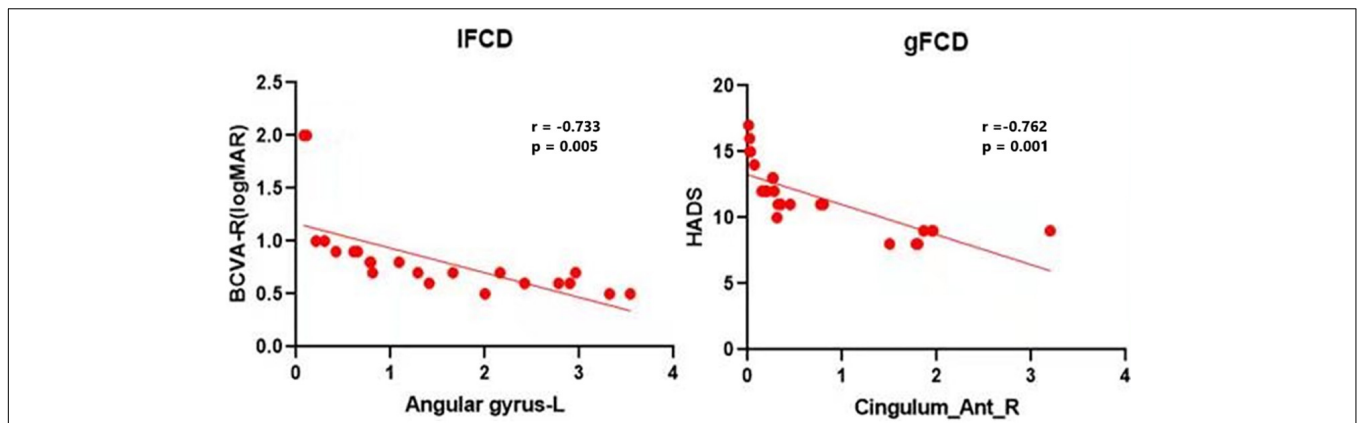 lFCD
2.5
2.0
1.5
1.0
0.5
0.0
BCVA-R(logMAR)
r = -0.733
p = 0.005
0 1 2 3 4
Angular gyrus-L
gFCD
20
15
10
5
0
HADS
r =-0.762
p = 0.001
0 1 2 3 4
Cingulum_Ant_R